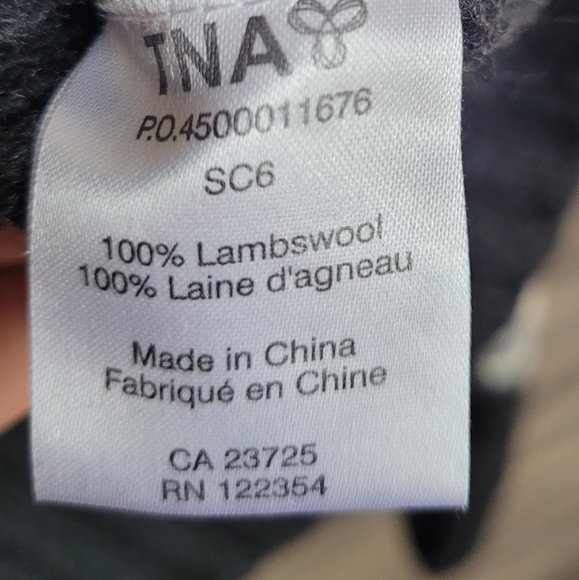 TNA
P.O.4500011676
SC6
100% Lambswool
100% Laine d'agneau
Made in China
Fabriqué en Chine
CA 23725
RN 122354